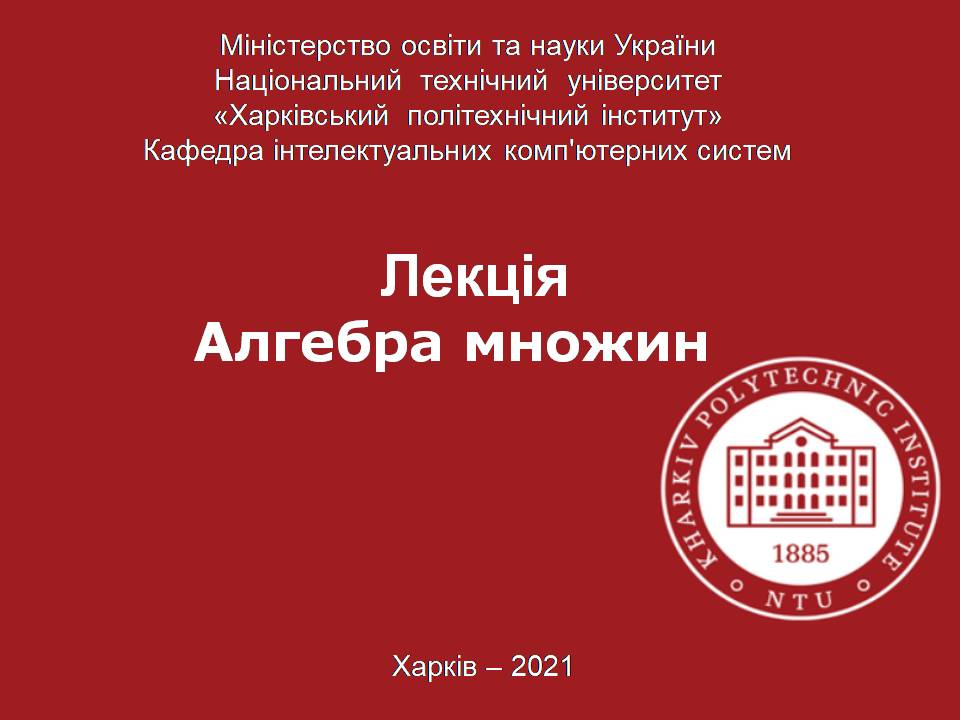 Міністерство освіти та науки України
Національний технічний університет
«Харківський політехнічний інститут»
Кафедра інтелектуальних комп'ютерних систем
Лекція
Алгебра множин
KHARKIV POLYTECHNIC INSTITUTE
1885
NTU
Харків – 2021